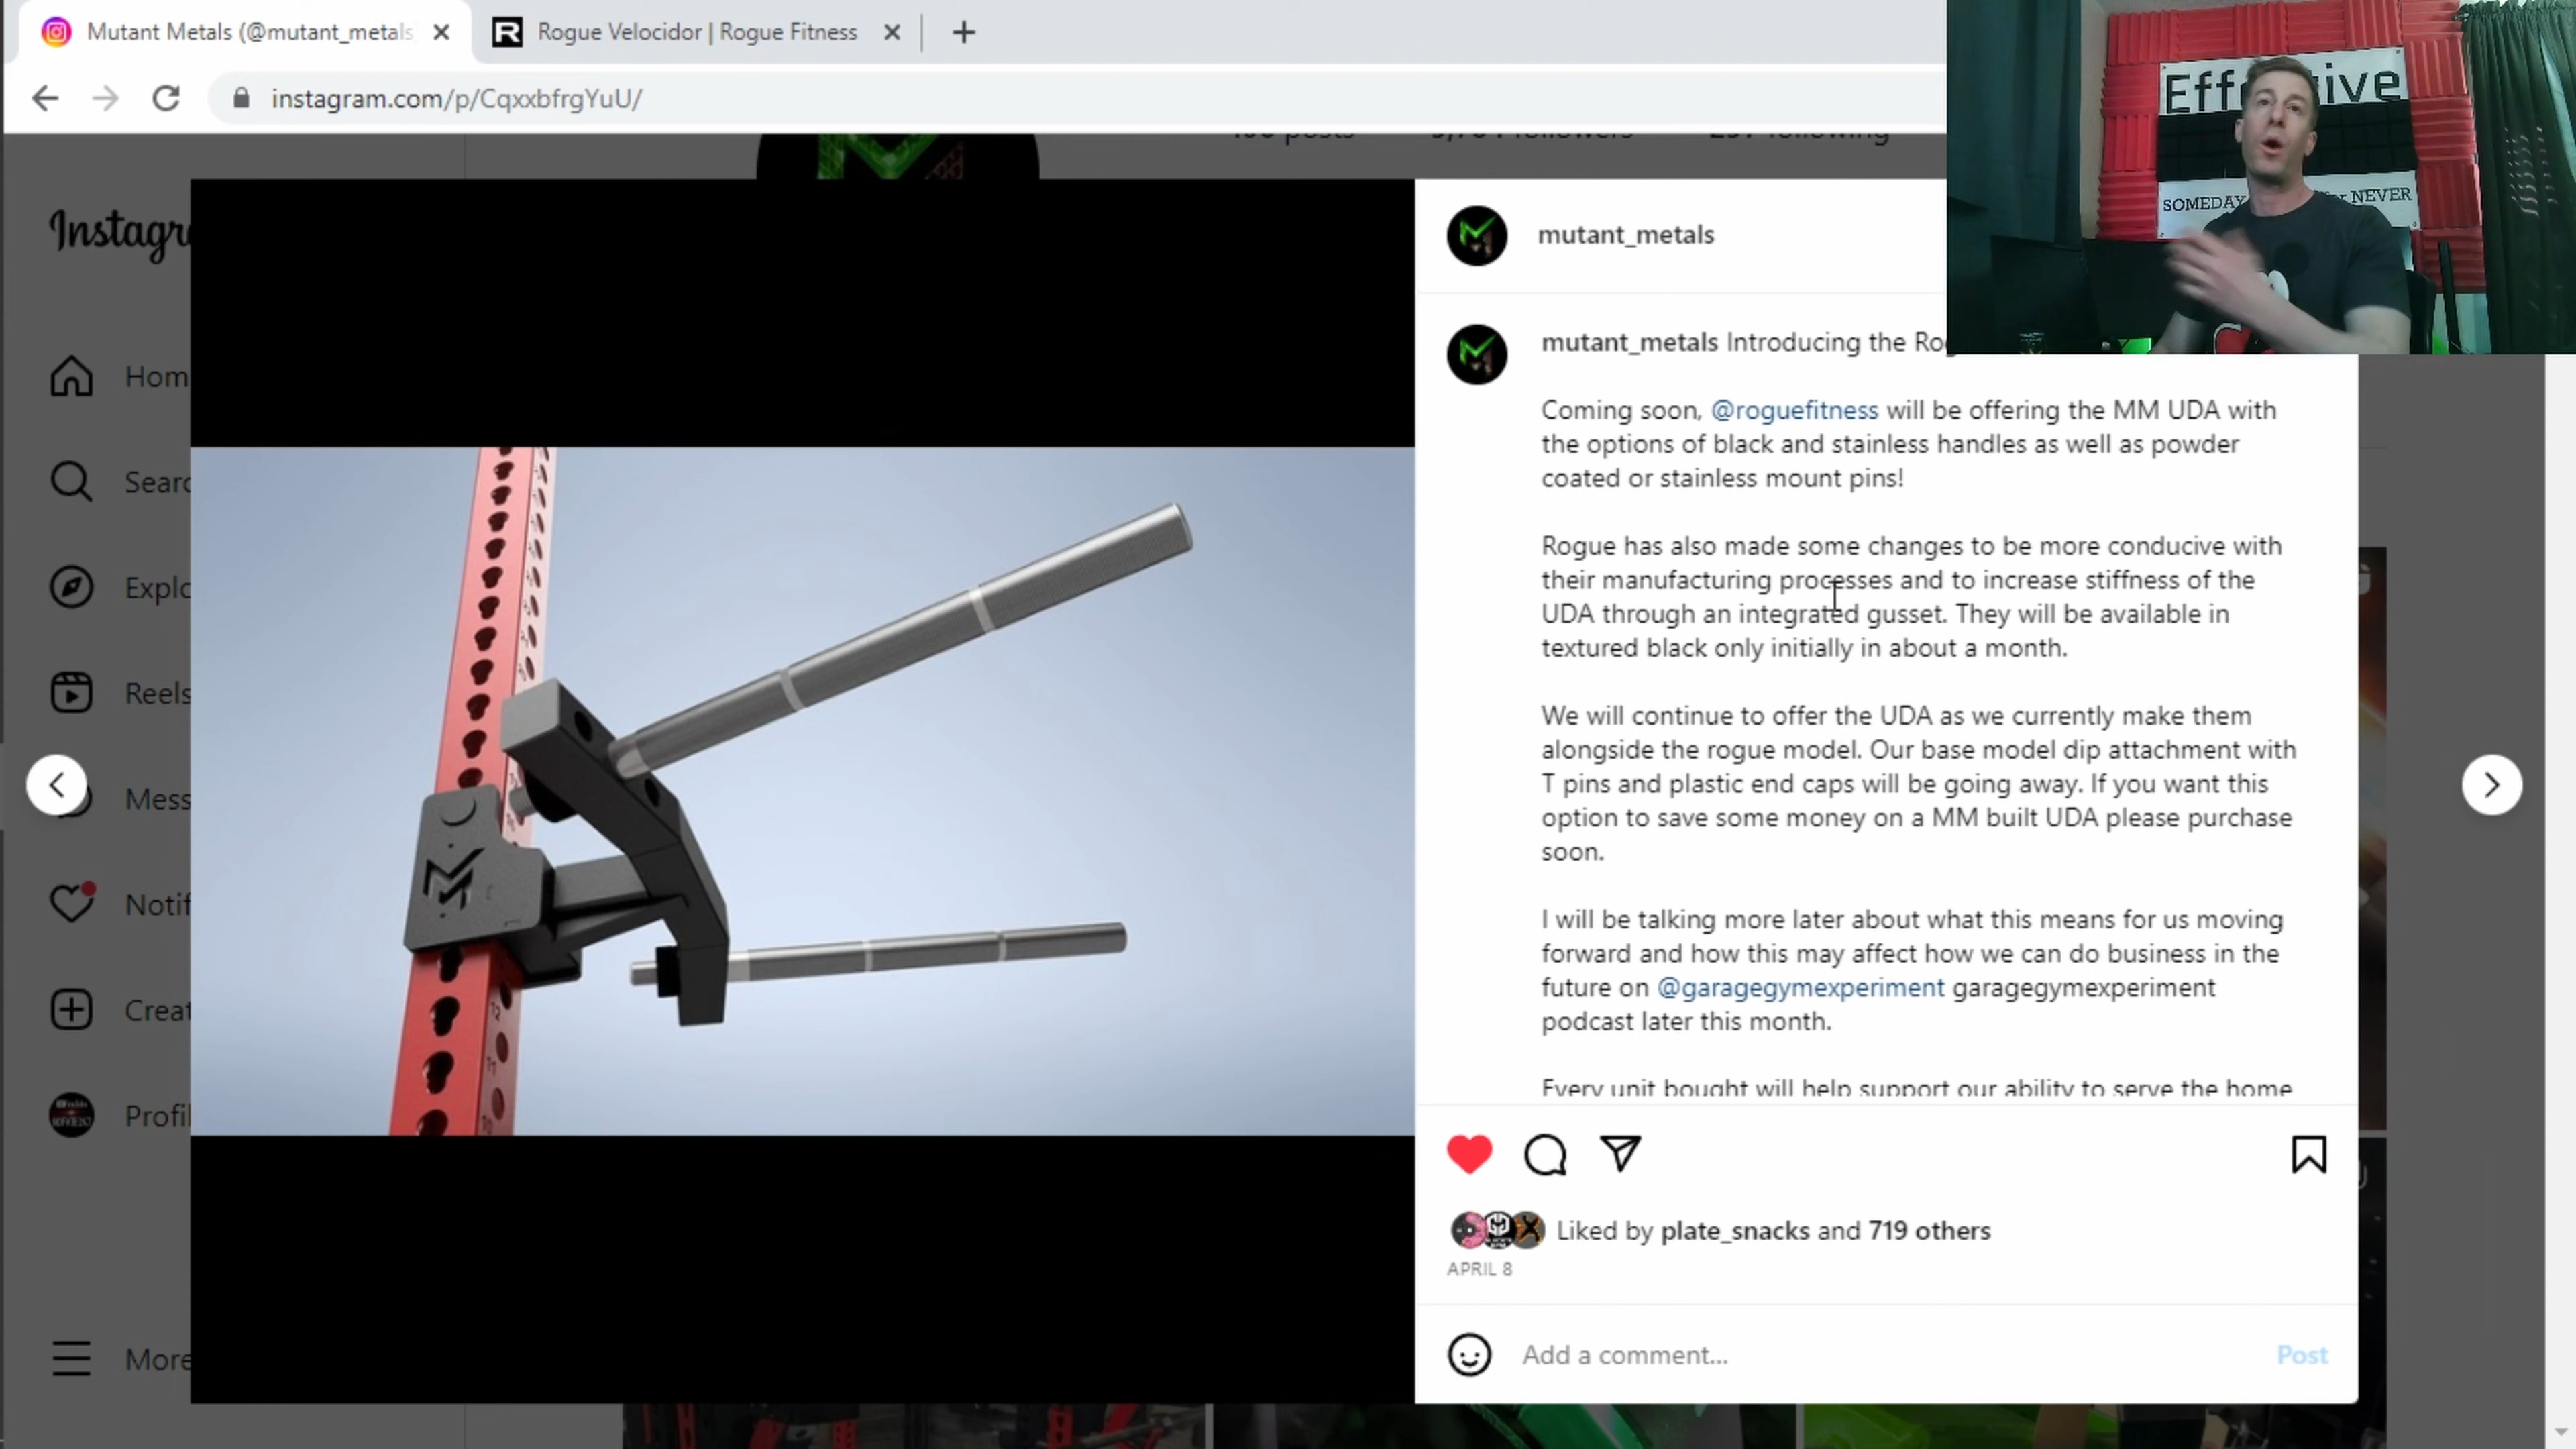 Mutant Metals (@mutant_metals
Rogue Velocidor | Rogue Fitness
instagram.com/p/CqxxbfrgYuU/
posts
followers
following
Effective
SOMEDAY
NEVER
Instagr
Hom
Searc
Explo
Reels
Mess
Notif
Creat
Profil
More
mutant_metals
mutant_metals Introducing the Rog
Coming soon, @roguefitness will be offering the MM UDA with
the options of black and stainless handles as well as powder
coated or stainless mount pins!
Rogue has also made some changes to be more conducive with
their manufacturing processes and to increase stiffness of the
UDA through an integrated gusset. They will be available in
textured black only initially in about a month.
We will continue to offer the UDA as we currently make them
alongside the rogue model. Our base model dip attachment with
T pins and plastic end caps will be going away. If you want this
option to save some money on a MM built UDA please purchase
soon.
I will be talking more later about what this means for us moving
forward and how this may affect how we can do business in the
future on @garagegymexperiment garagegymexperiment
podcast later this month.
Every unit bought will help support our ability to serve the home
Liked by plate_snacks and 719 others
APRIL 8
Add a comment...
Post